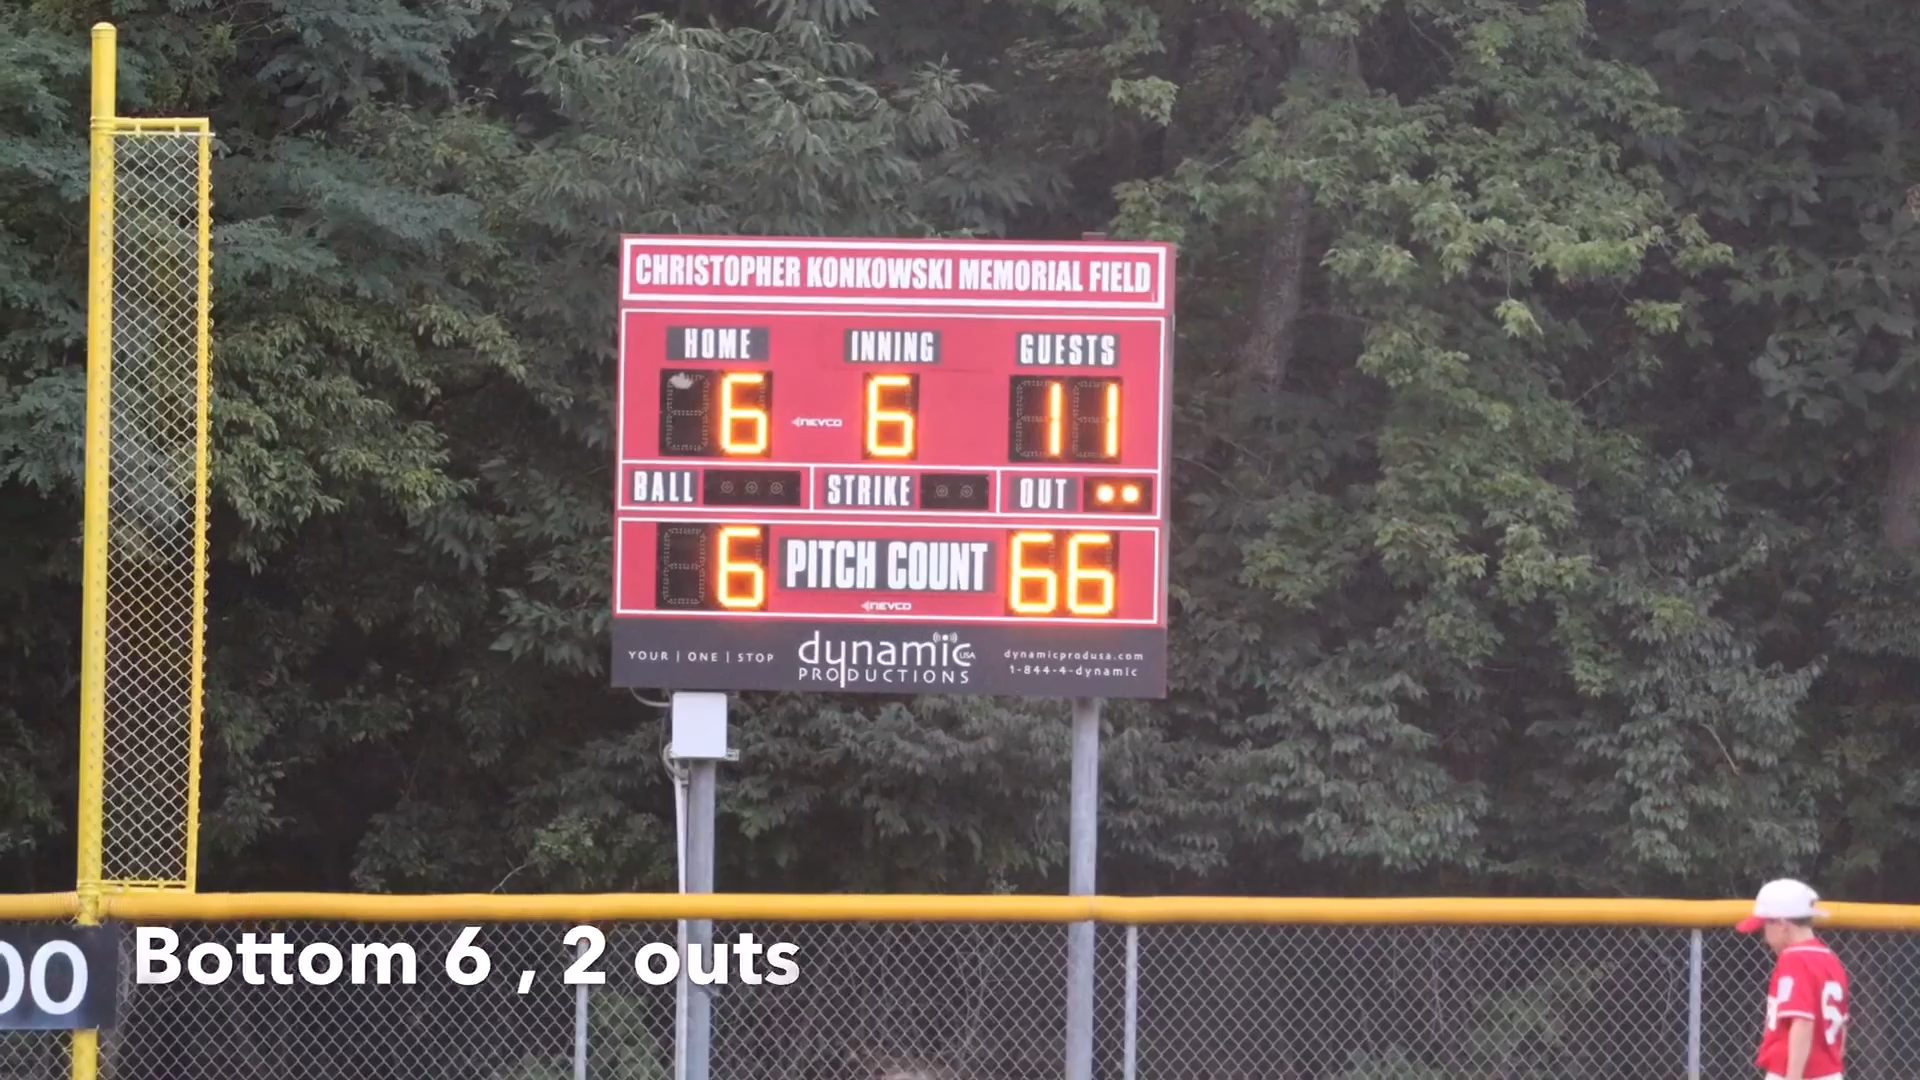 CHRISTOPHER KONKOWSKI MEMORIAL FIELD
HOME INNING GUESTS
6 NEVCO 6 11
BALL STRIKE OUT
6 PITCH COUNT 66
NEVCO
YOUR | ONE | STOP dynamic USA PRODUCTIONS dynamicprodusa.com
1-844-4-dynamic
00
Bottom 6 , 2 outs